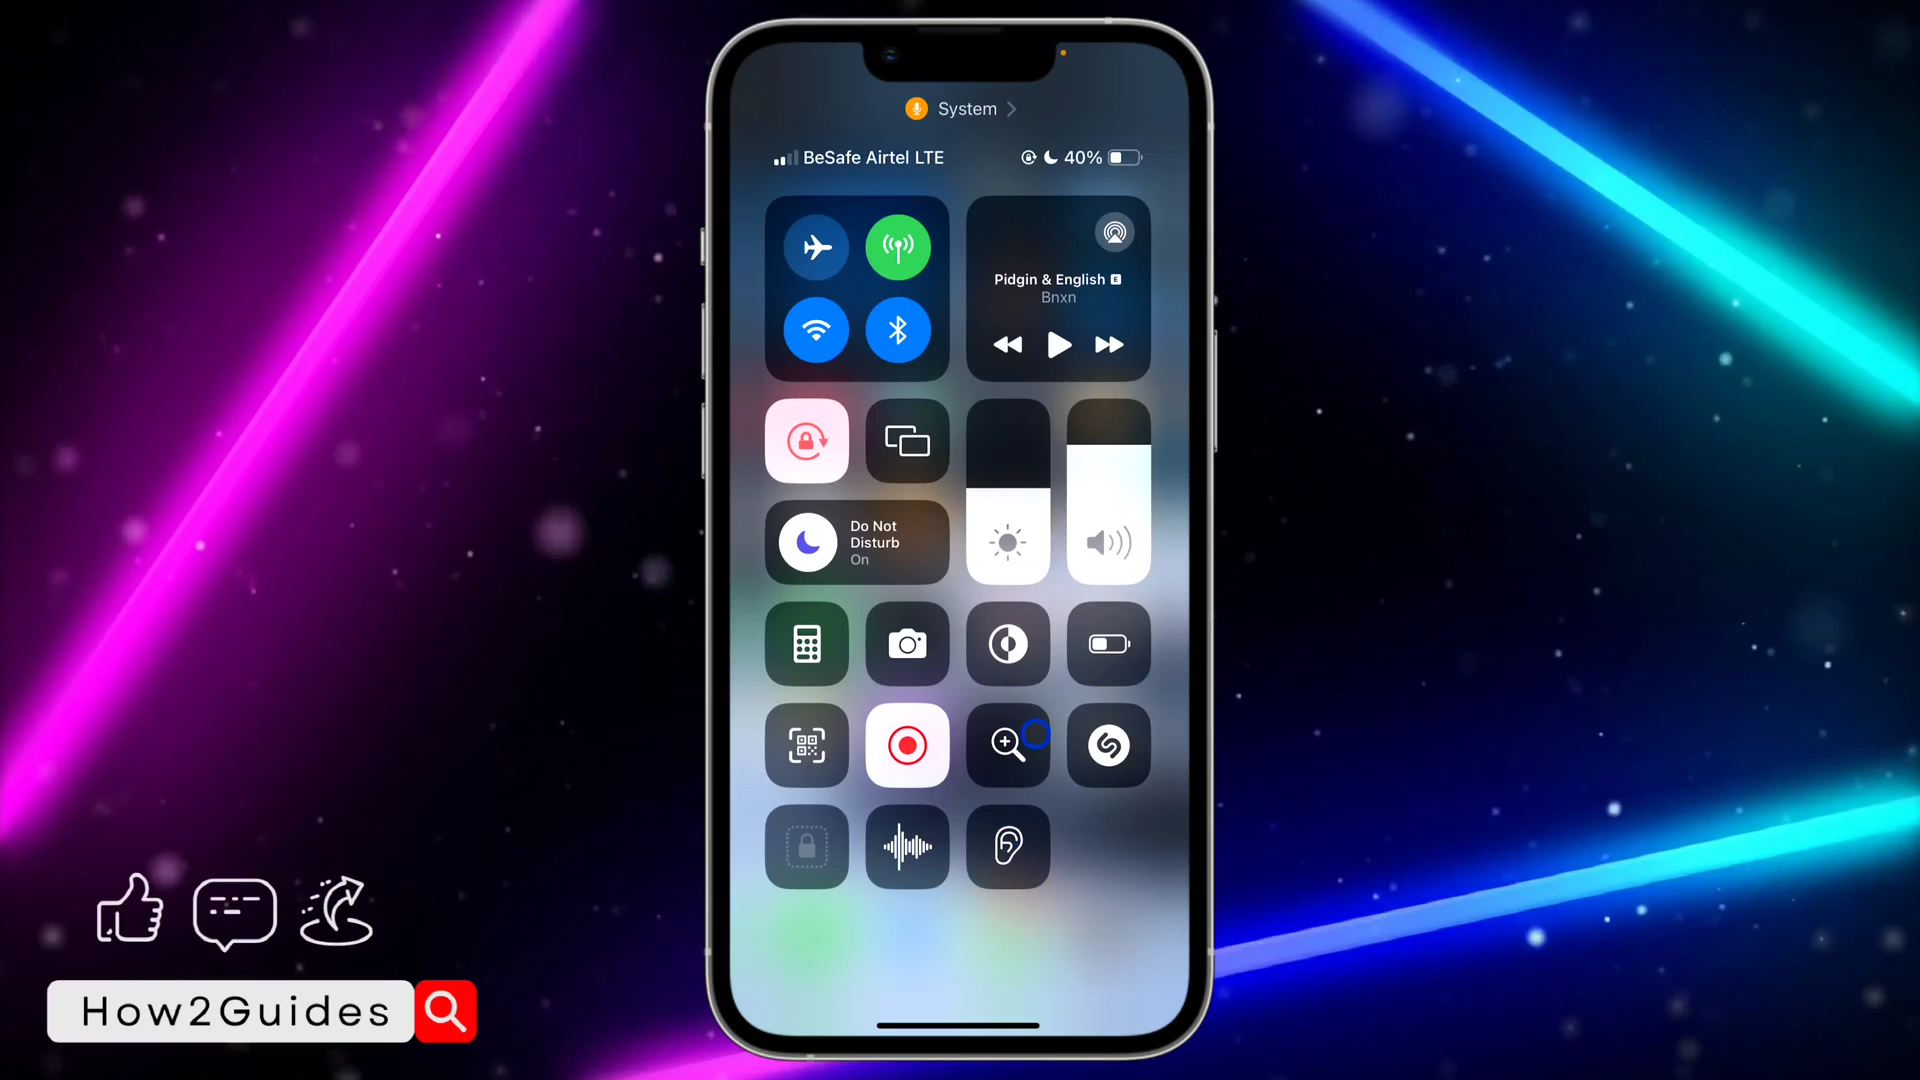 System
BeSafe Airtel LTE
40%
Pidgin & English E
Bnxn
Do Not
Disturb
On
How2Guides